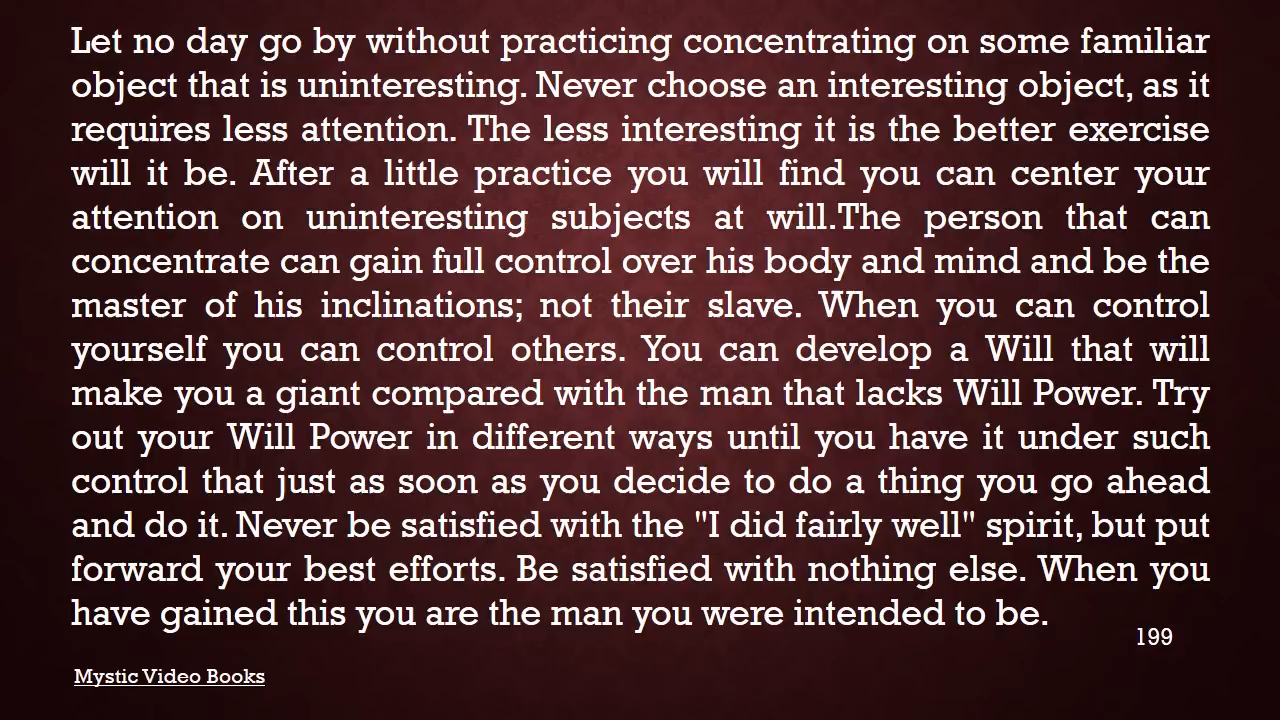 Let no day go by without practicing concentrating on some familiar
object that is uninteresting. Never choose an interesting object, as it
requires less attention. The less interesting it is the better exercise
will it be. After a little practice you will find you can center your
attention on uninteresting subjects at will.The person that can
concentrate can gain full control over his body and mind and be the
master of his inclinations; not their slave. When you can control
yourself you can control others. You can develop a Will that will
make you a giant compared with the man that lacks Will Power. Try
out your Will Power in different ways until you have it under such
control that just as soon as you decide to do a thing you go ahead
and do it. Never be satisfied with the "I did fairly well" spirit, but put
forward your best efforts. Be satisfied with nothing else. When you
have gained this you are the man you were intended to be.
199
Mystic Video Books